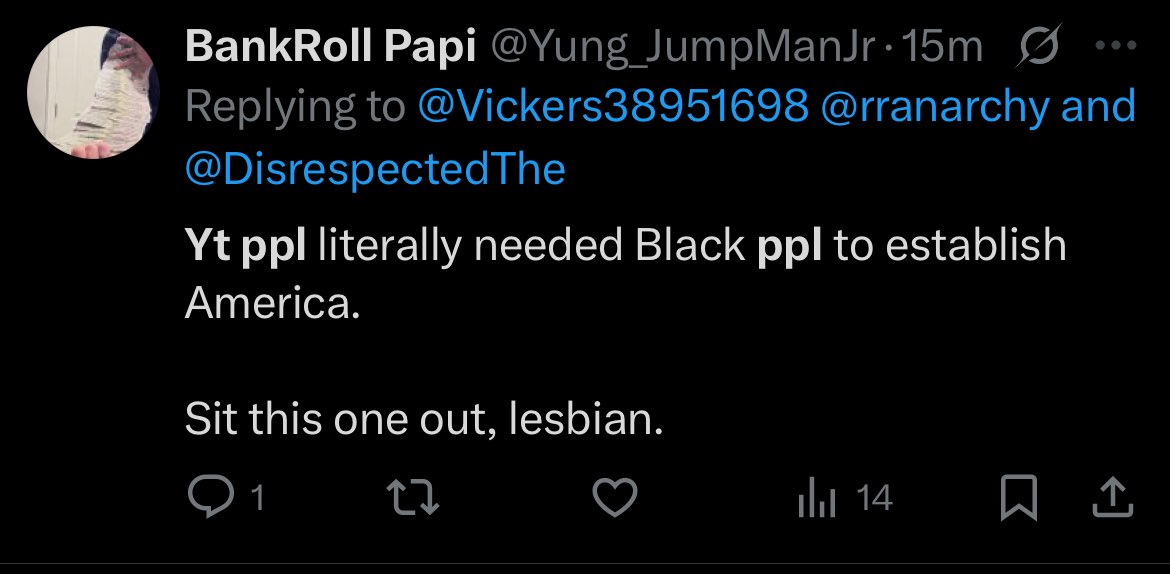 BankRoll Papi @Yung_JumpManJr · 15m
Replying to @Vickers38951698 @rranarchy and
@DisrespectedThe
Yt ppl literally needed Black ppl to establish
America.
Sit this one out, lesbian.
1 14